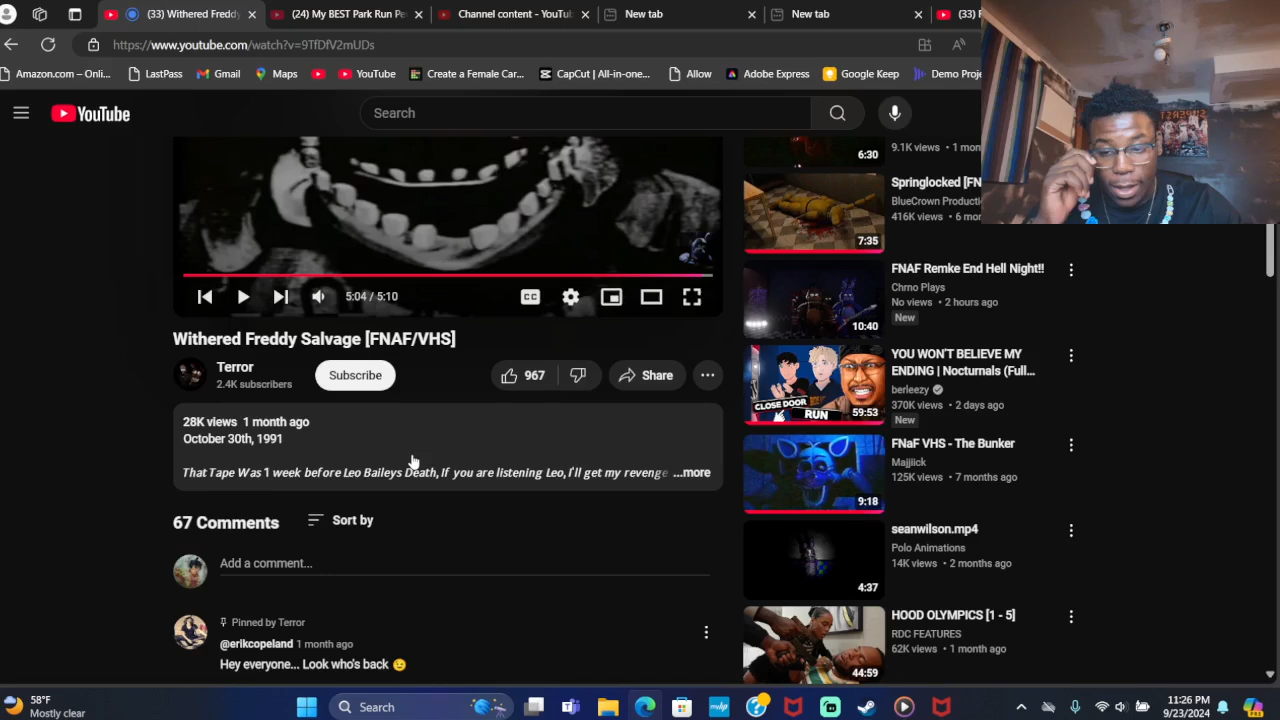 (33) Withered Freddy
(24) My BEST Park Run Pe
Channel content - YouTu
New tab
New tab
(33) F
https://www.youtube.com/watch?v=9TfDfV2mUDs
Amazon.com – Onli...
LastPass
Gmail
Maps
YouTube
Create a Female Car...
CapCut | All-in-one...
Allow
Adobe Express
Google Keep
Demo Proj
YouTube
Search
6:30
9.1K views • 1 mon
Springlocked [FN
BlueCrown Producti
416K views • 6 mo
7:35
5:04 / 5:10
CC
FNAF Remke End Hell Night!!
Chrno Plays
No views • 2 hours ago
New
10:40
Withered Freddy Salvage [FNAF/VHS]
Terror
2.4K subscribers
Subscribe
967
Share
YOU WON'T BELIEVE MY
ENDING | Nocturnals (Full...
berleezy
370K views • 2 days ago
New
CLOSE DOOR
RUN
59:53
28K views 1 month ago
October 30th, 1991
That Tape Was 1 week before Leo Baileys Death, If you are listening Leo, I'll get my revenge ...more
FNaF VHS - The Bunker
Majjiick
125K views • 7 months ago
9:18
67 Comments
Sort by
Add a comment...
seanwilson.mp4
Polo Animations
14K views • 2 months ago
4:37
Pinned by Terror
@erikcopeland 1 month ago
Hey everyone... Look who's back 😉
HOOD OLYMPICS [1 - 5]
RDC FEATURES
62K views • 1 month ago
44:59
58°F
Mostly clear
Search
11:26 PM
9/23/2024